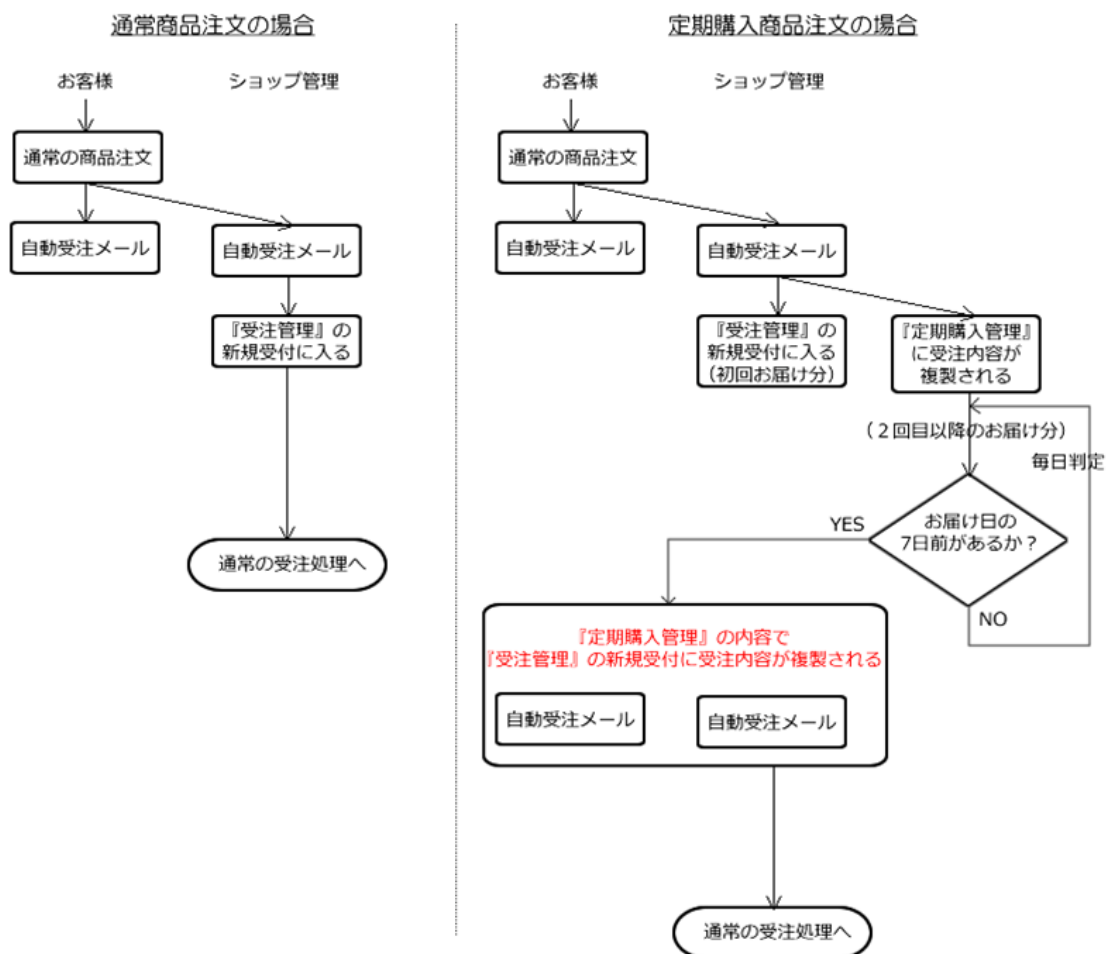 通常商品注文の場合
お客様
ショップ管理
通常の商品注文
自動受注メール
自動受注メール
『受注管理』の
新規受付に入る
通常の受注処理へ
定期購入商品注文の場合
お客様
ショップ管理
通常の商品注文
自動受注メール
自動受注メール
『受注管理』の
新規受付に入る
(初回お届け分)
『定期購入管理』
に受注内容が
複製される
(2回目以降のお届け分)
毎日判定
お届け日の
7日前があるか?
YES
NO
『定期購入管理』の内容で
『受注管理』の新規受付に受注内容が複製される
自動受注メール
自動受注メール
通常の受注処理へ